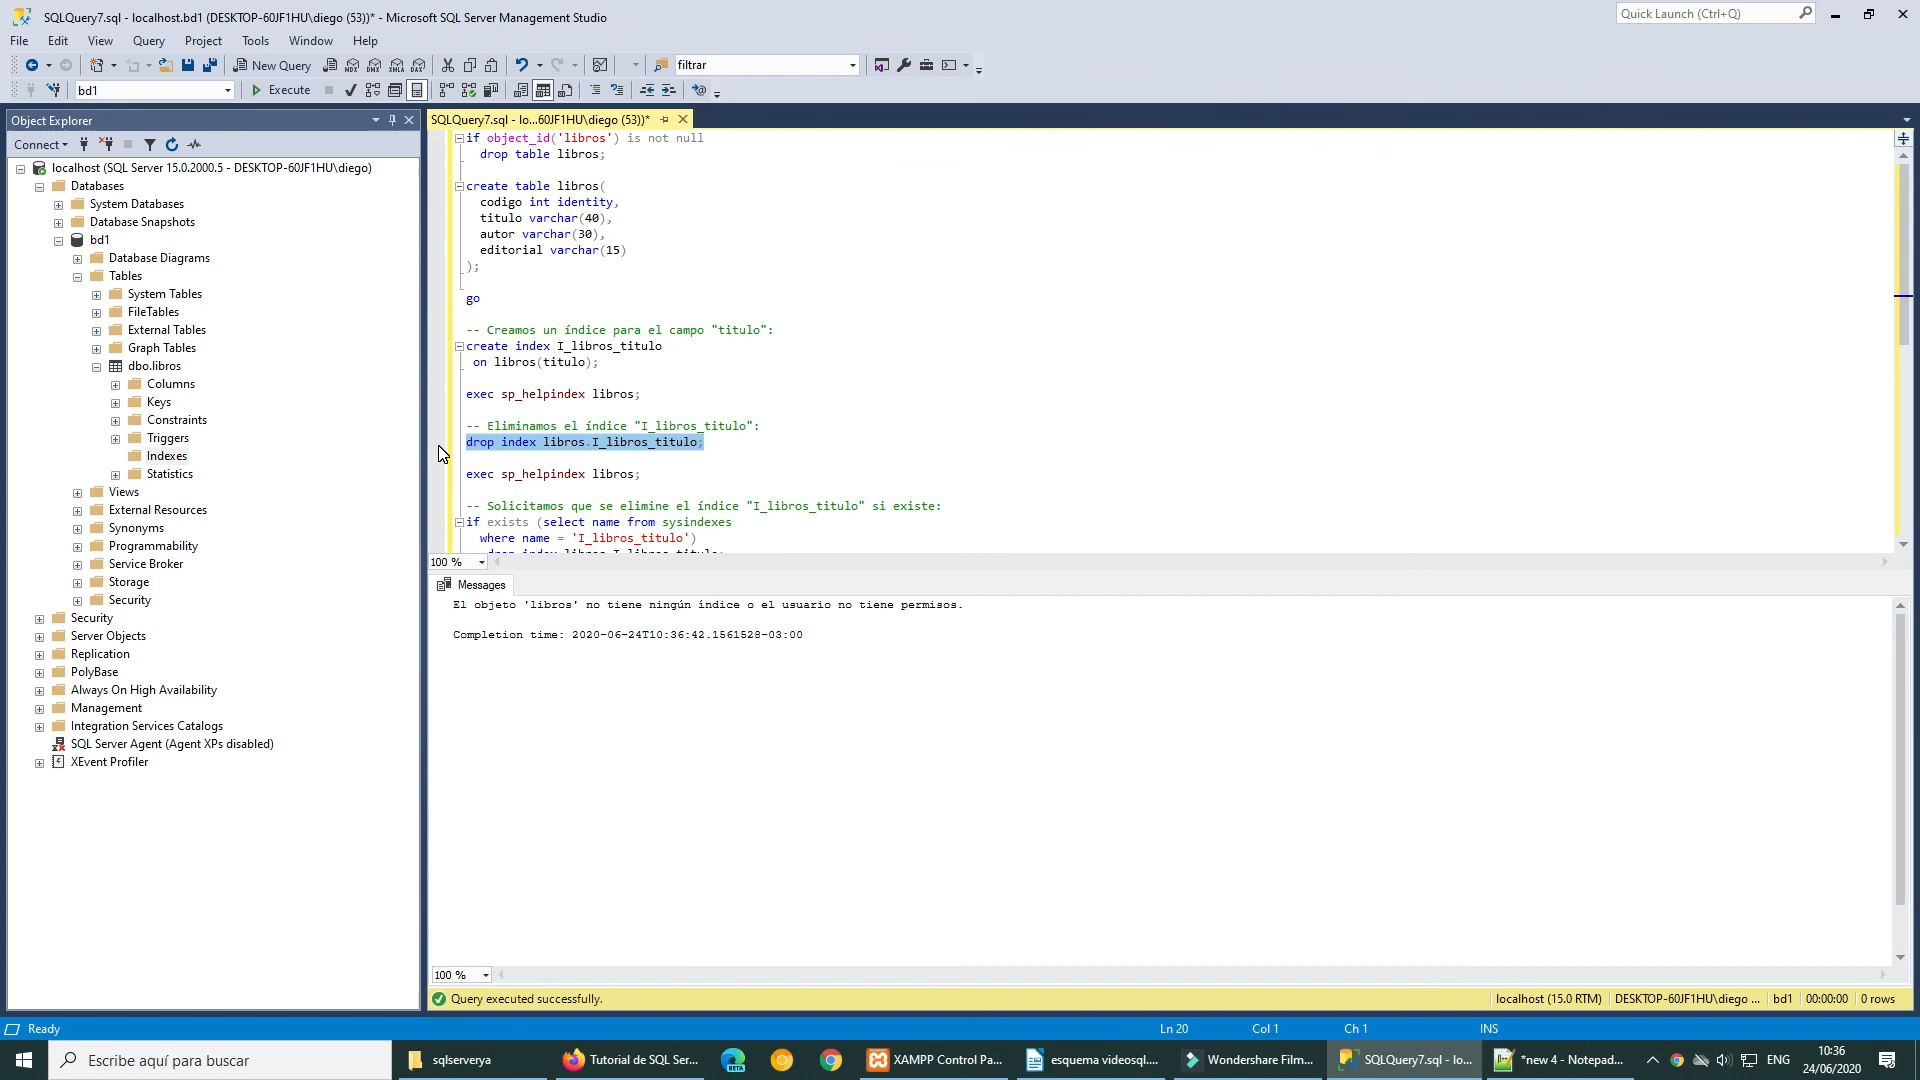 SQLQuery7.sql - localhost.bd1 (DESKTOP-60JF1HU\diego (53))* - Microsoft SQL Server Management Studio
Quick Launch (Ctrl+Q)
File Edit View Query Project Tools Window Help
New Query
filtrar
bd1
Execute
Object Explorer
SQLQuery7.sql - lo...60JF1HU\diego (53))*
Connect
localhost (SQL Server 15.0.2000.5 - DESKTOP-60JF1HU\diego)
Databases
System Databases
Database Snapshots
bd1
Database Diagrams
Tables
System Tables
FileTables
External Tables
Graph Tables
dbo.libros
Columns
Keys
Constraints
Triggers
Indexes
Statistics
Views
External Resources
Synonyms
Programmability
Service Broker
Storage
Security
Security
Server Objects
Replication
PolyBase
Always On High Availability
Management
Integration Services Catalogs
SQL Server Agent (Agent XPs disabled)
XEvent Profiler
if object_id('libros') is not null
drop table libros;
create table libros(
codigo int identity,
titulo varchar(40),
autor varchar(30),
editorial varchar(15)
);
go
-- Creamos un índice para el campo "titulo":
create index I_libros_titulo
on libros(titulo);
exec sp_helpindex libros;
-- Eliminamos el índice "I_libros_titulo":
drop index libros.I_libros_titulo;
exec sp_helpindex libros;
-- Solicitamos que se elimine el índice "I_libros_titulo" si existe:
if exists (select name from sysindexes
where name = 'I_libros_titulo')
drop index libros.I_libros_titulo;
100 %
Messages
El objeto 'libros' no tiene ningún índice o el usuario no tiene permisos.
Completion time: 2020-06-24T10:36:42.1561528-03:00
100 %
Query executed successfully.
localhost (15.0 RTM) DESKTOP-60JF1HU\diego ... bd1 00:00:00 0 rows
Ready
Ln 20 Col 1 Ch 1 INS
Escribe aquí para buscar
sqlserverya
Tutorial de SQL Ser...
BETA
XAMPP Control Pa...
esquema videosql....
Wondershare Film...
SQLQuery7.sql - lo...
*new 4 - Notepad...
ENG
10:36
24/06/2020